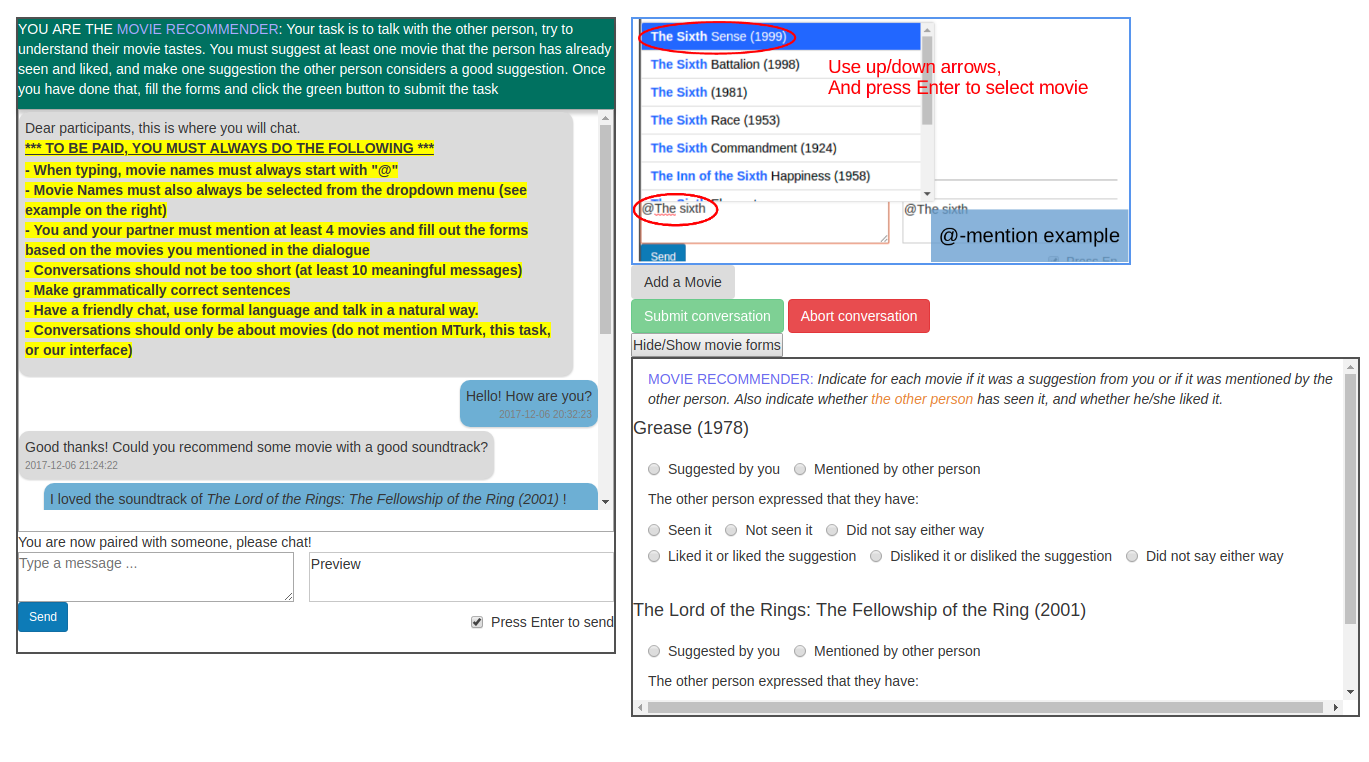 YOU ARE THE MOVIE RECOMMENDER: Your task is to talk with the other person, try to
understand their movie tastes. You must suggest at least one movie that the person has already
seen and liked, and make one suggestion the other person considers a good suggestion. Once
you have done that, fill the forms and click the green button to submit the task
Dear participants, this is where you will chat.
*** TO BE PAID, YOU MUST ALWAYS DO THE FOLLOWING ***
- When typing, movie names must always start with "@"
- Movie Names must also always be selected from the dropdown menu (see
example on the right)
- You and your partner must mention at least 4 movies and fill out the forms
based on the movies you mentioned in the dialogue
- Conversations should not be too short (at least 10 meaningful messages)
- Make grammatically correct sentences
- Have a friendly chat, use formal language and talk in a natural way.
- Conversations should only be about movies (do not mention MTurk, this task,
or our interface)
Hello! How are you?
2017-12-06 20:32:23
Good thanks! Could you recommend some movie with a good soundtrack?
2017-12-06 21:24:22
I loved the soundtrack of The Lord of the Rings: The Fellowship of the Ring (2001) !
You are now paired with someone, please chat!
Type a message ...
Preview
Send
Press Enter to send
The Sixth Sense (1999)
The Sixth Battalion (1998)
The Sixth (1981)
The Sixth Race (1953)
The Sixth Commandment (1924)
The Inn of the Sixth Happiness (1958)
Use up/down arrows,
And press Enter to select movie
@The sixth
@The sixth
@-mention example
Send
Add a Movie
Submit conversation
Abort conversation
Hide/Show movie forms
MOVIE RECOMMENDER: Indicate for each movie if it was a suggestion from you or if it was mentioned by the
other person. Also indicate whether the other person has seen it, and whether he/she liked it.
Grease (1978)
Suggested by you Mentioned by other person
The other person expressed that they have:
Seen it Not seen it Did not say either way
Liked it or liked the suggestion Disliked it or disliked the suggestion Did not say either way
The Lord of the Rings: The Fellowship of the Ring (2001)
Suggested by you Mentioned by other person
The other person expressed that they have: